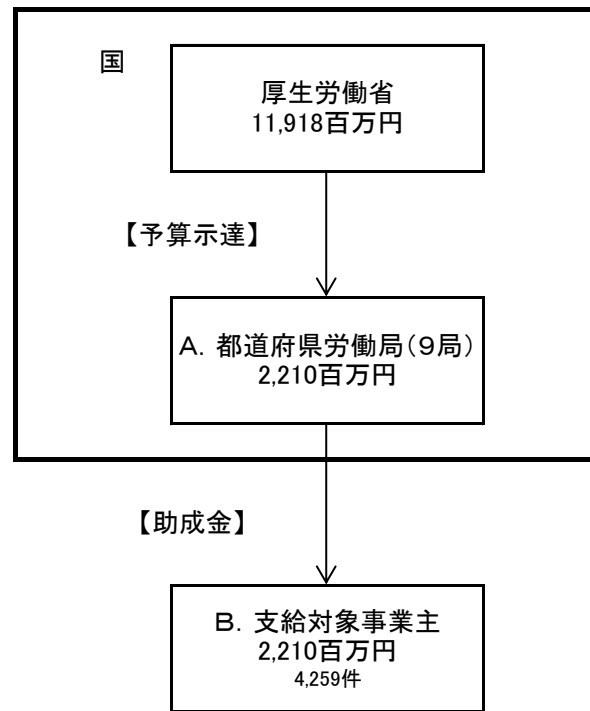 国
厚生労働省
11,918百万円
【予算示達】
A. 都道府県労働局(9局)
2,210百万円
【助成金】
B. 支給対象事業主
2,210百万円
4,259件